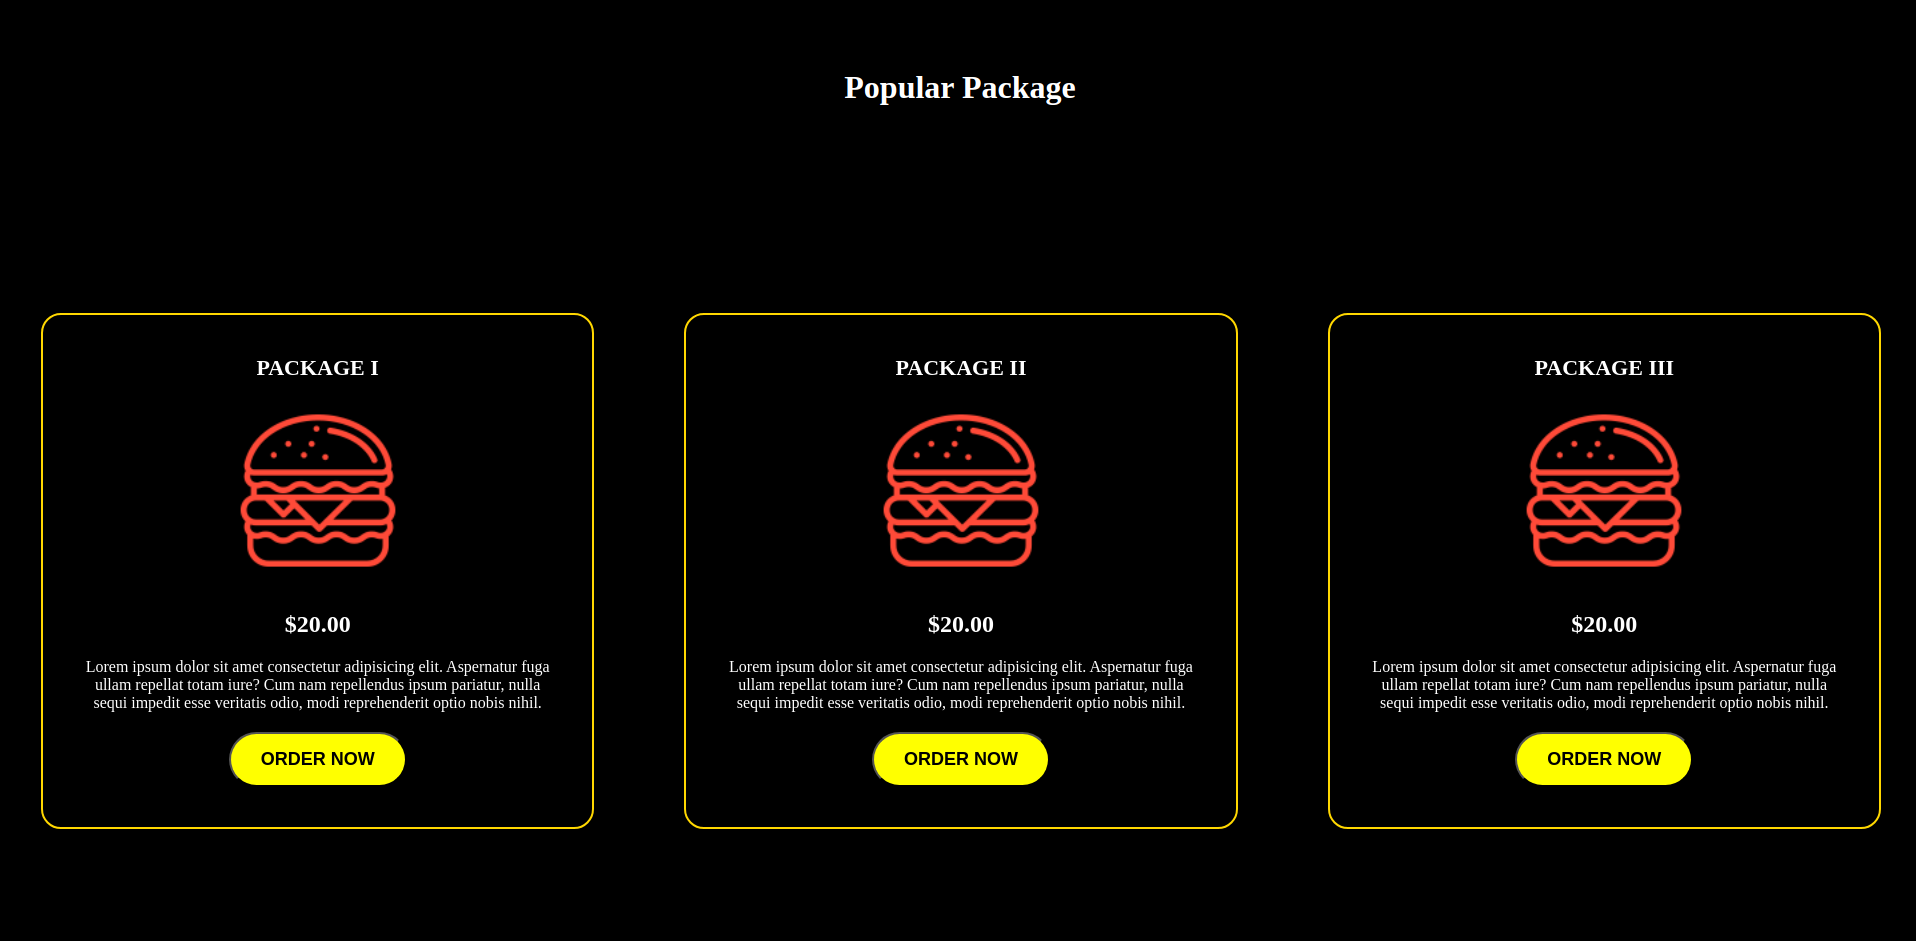 Popular Package
PACKAGE I
$20.00
Lorem ipsum dolor sit amet consectetur adipisicing elit. Aspernatur fuga
ullam repellat totam iure? Cum nam repellendus ipsum pariatur, nulla
sequi impedit esse veritatis odio, modi reprehenderit optio nobis nihil.
ORDER NOW
PACKAGE II
$20.00
Lorem ipsum dolor sit amet consectetur adipisicing elit. Aspernatur fuga
ullam repellat totam iure? Cum nam repellendus ipsum pariatur, nulla
sequi impedit esse veritatis odio, modi reprehenderit optio nobis nihil.
ORDER NOW
PACKAGE III
$20.00
Lorem ipsum dolor sit amet consectetur adipisicing elit. Aspernatur fuga
ullam repellat totam iure? Cum nam repellendus ipsum pariatur, nulla
sequi impedit esse veritatis odio, modi reprehenderit optio nobis nihil.
ORDER NOW